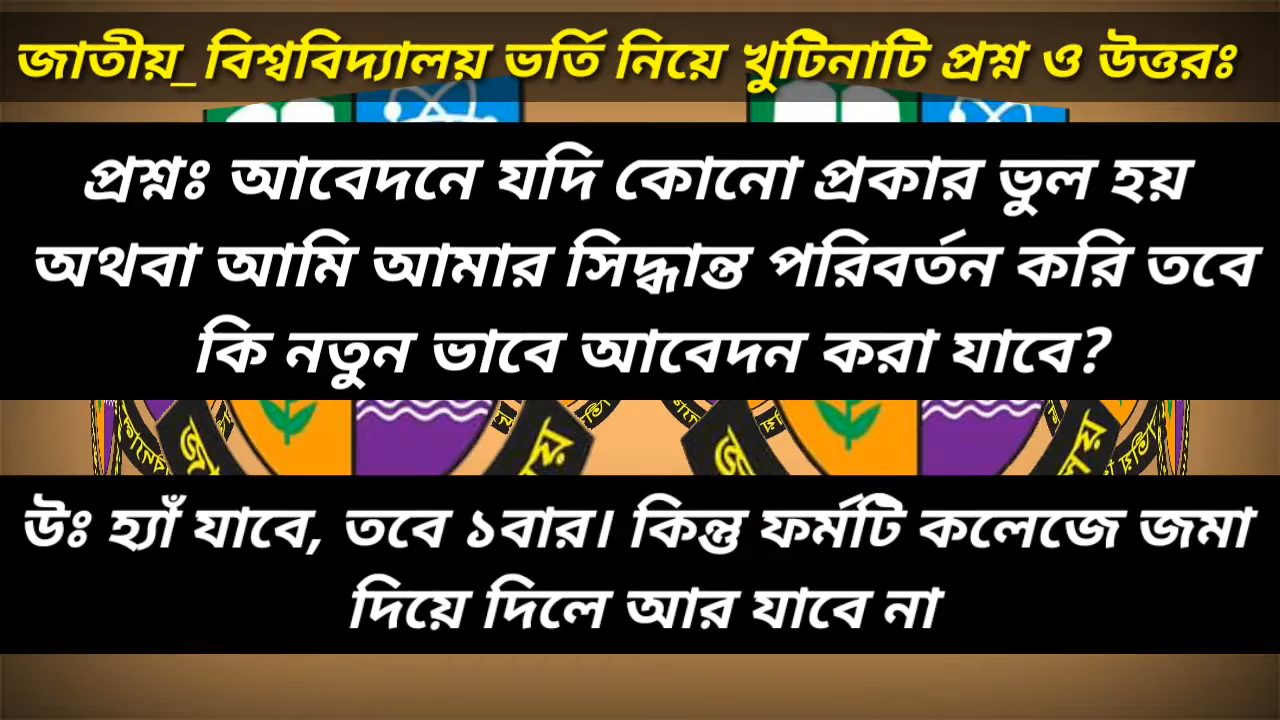 জাতীয়_বিশ্ববিদ্যালয় ভর্তি নিয়ে খুটিনাটি প্রশ্ন ও উত্তরঃ
প্রশ্নঃ আবেদনে যদি কোনো প্রকার ভুল হয়
অথবা আমি আমার সিদ্ধান্ত পরিবর্তন করি তবে
কি নতুন ভাবে আবেদন করা যাবে?
উঃ হ্যাঁ যাবে, তবে ১বার। কিন্তু ফর্মটি কলেজে জমা
দিয়ে দিলে আর যাবে না